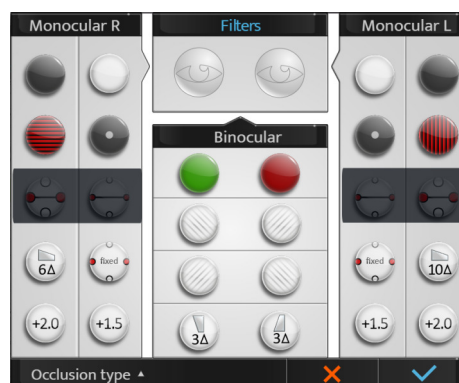 Monocular R
Filters
Monocular L
Binocular
6Δ
fixed
fixed
10Δ
+2.0
+1.5
3Δ
3Δ
+1.5
+2.0
Occlusion type